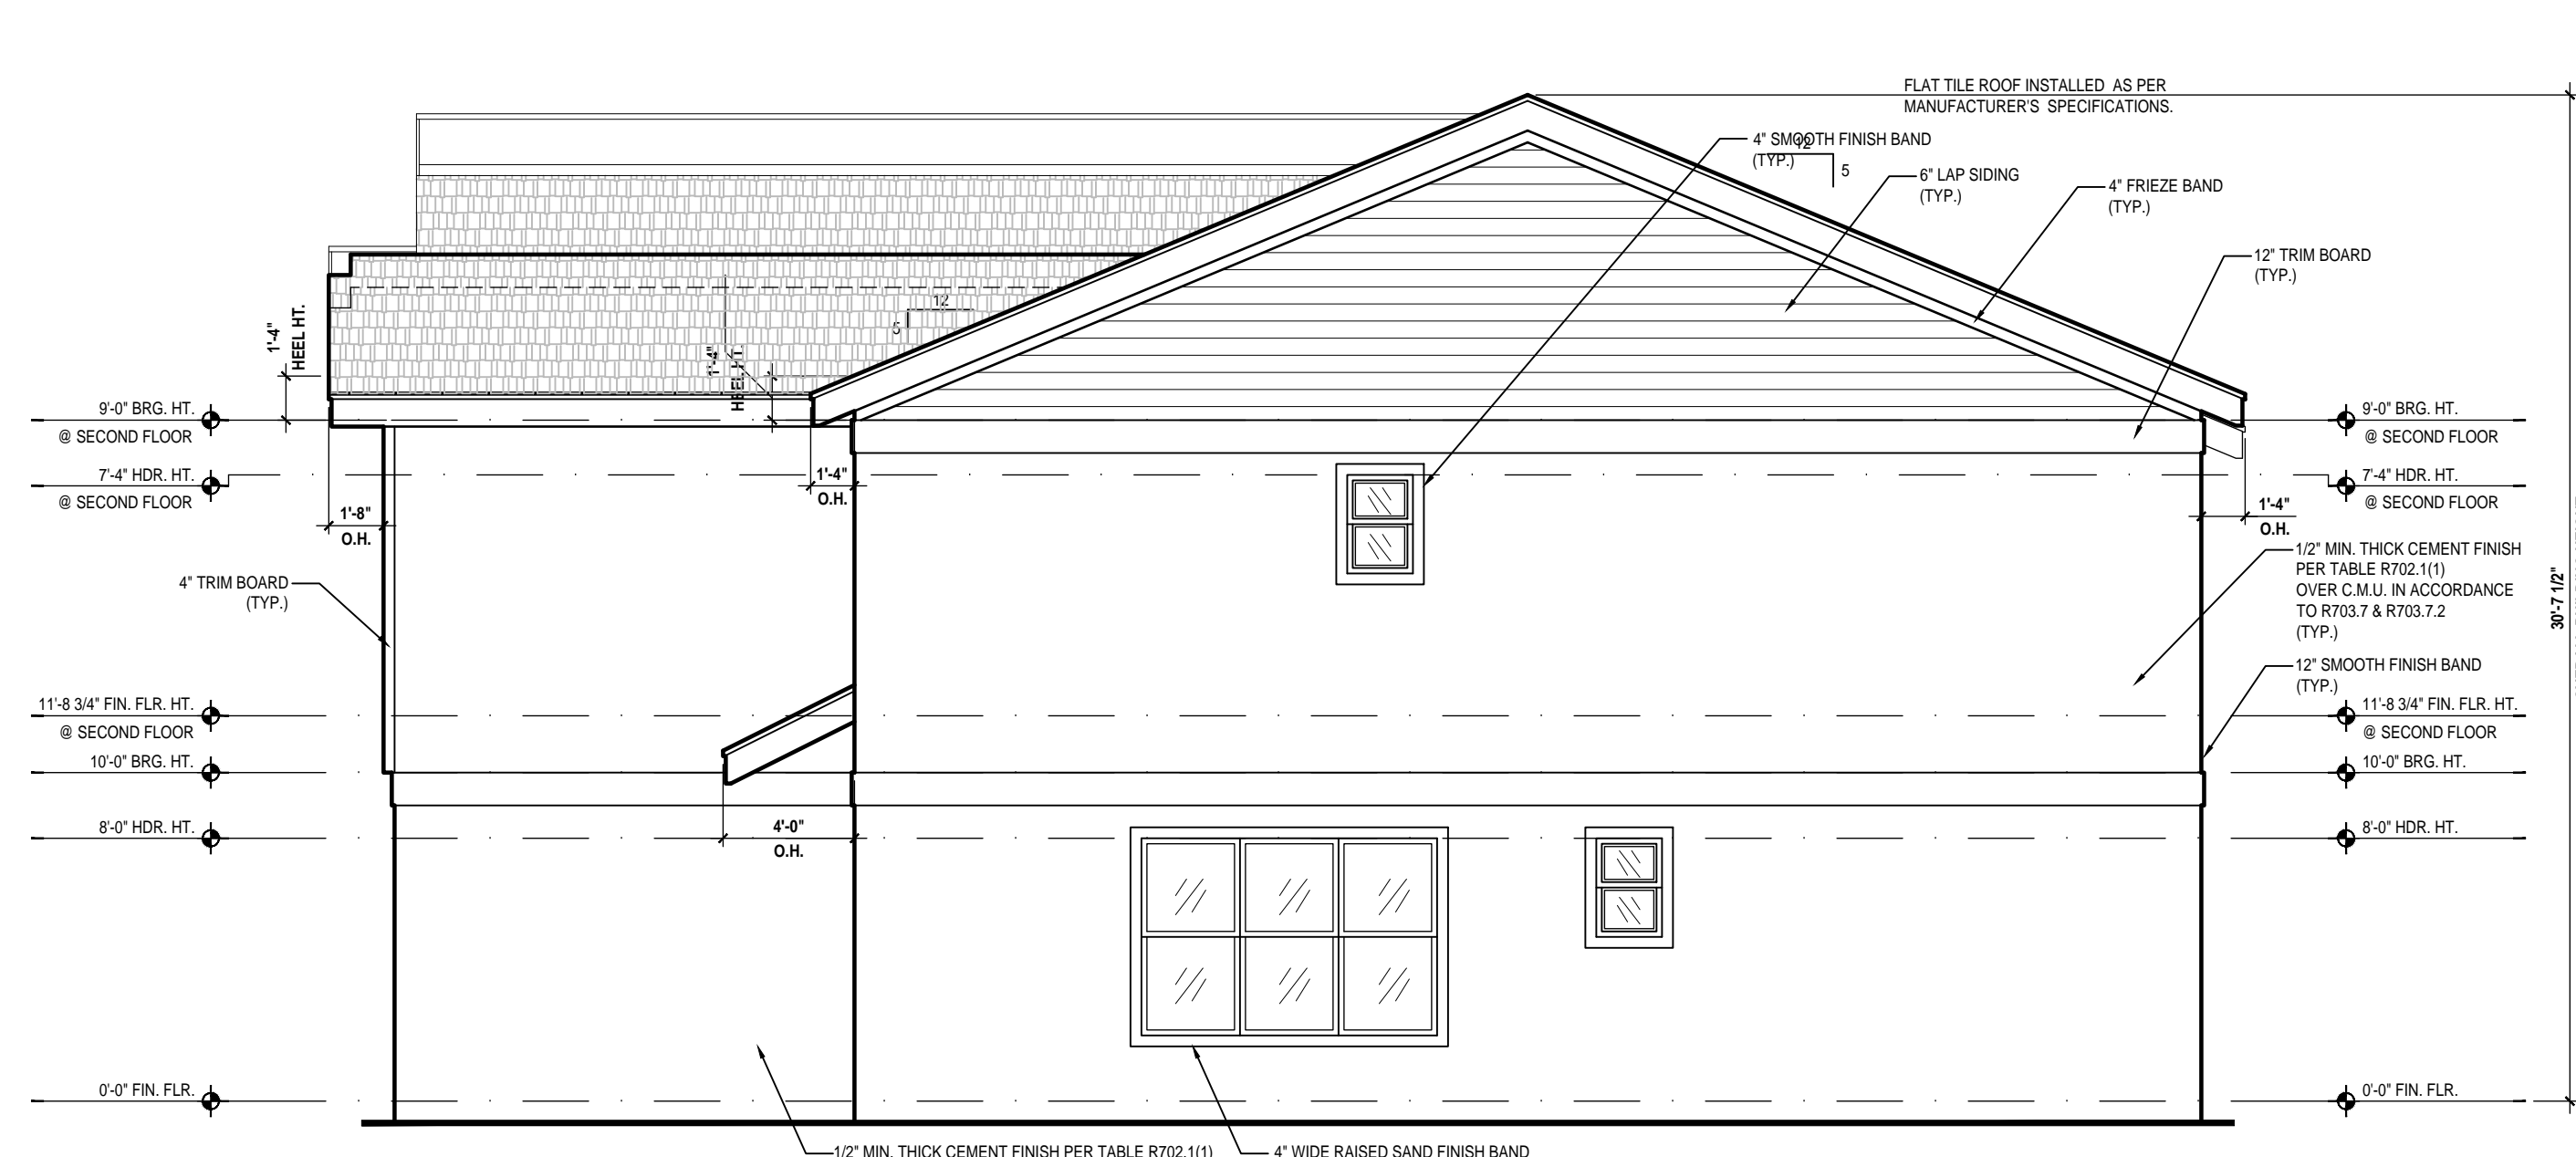 FLAT TILE ROOF INSTALLED AS PER
MANUFACTURER'S SPECIFICATIONS.
4" SMOOTH FINISH BAND
(TYP.)
12
5
6" LAP SIDING
(TYP.)
4" FRIEZE BAND
(TYP.)
12" TRIM BOARD
(TYP.)
1'-4"
HEEL HT.
12
5
1'-4"
HEEL HT.
9'-0" BRG. HT.
@ SECOND FLOOR
7'-4" HDR. HT.
@ SECOND FLOOR
1'-8"
O.H.
1'-4"
O.H.
4" TRIM BOARD
(TYP.)
11'-8 3/4" FIN. FLR. HT.
@ SECOND FLOOR
10'-0" BRG. HT.
8'-0" HDR. HT.
4'-0"
O.H.
0'-0" FIN. FLR.
9'-0" BRG. HT.
@ SECOND FLOOR
7'-4" HDR. HT.
@ SECOND FLOOR
1'-4"
O.H.
1/2" MIN. THICK CEMENT FINISH
PER TABLE R702.1(1)
OVER C.M.U. IN ACCORDANCE
TO R703.7 & R703.7.2
(TYP.)
30'-7 1/2"
12" SMOOTH FINISH BAND
(TYP.)
11'-8 3/4" FIN. FLR. HT.
@ SECOND FLOOR
10'-0" BRG. HT.
8'-0" HDR. HT.
0'-0" FIN. FLR.
1/2" MIN. THICK CEMENT FINISH PER TABLE R702.1(1)
4" WIDE RAISED SAND FINISH BAND